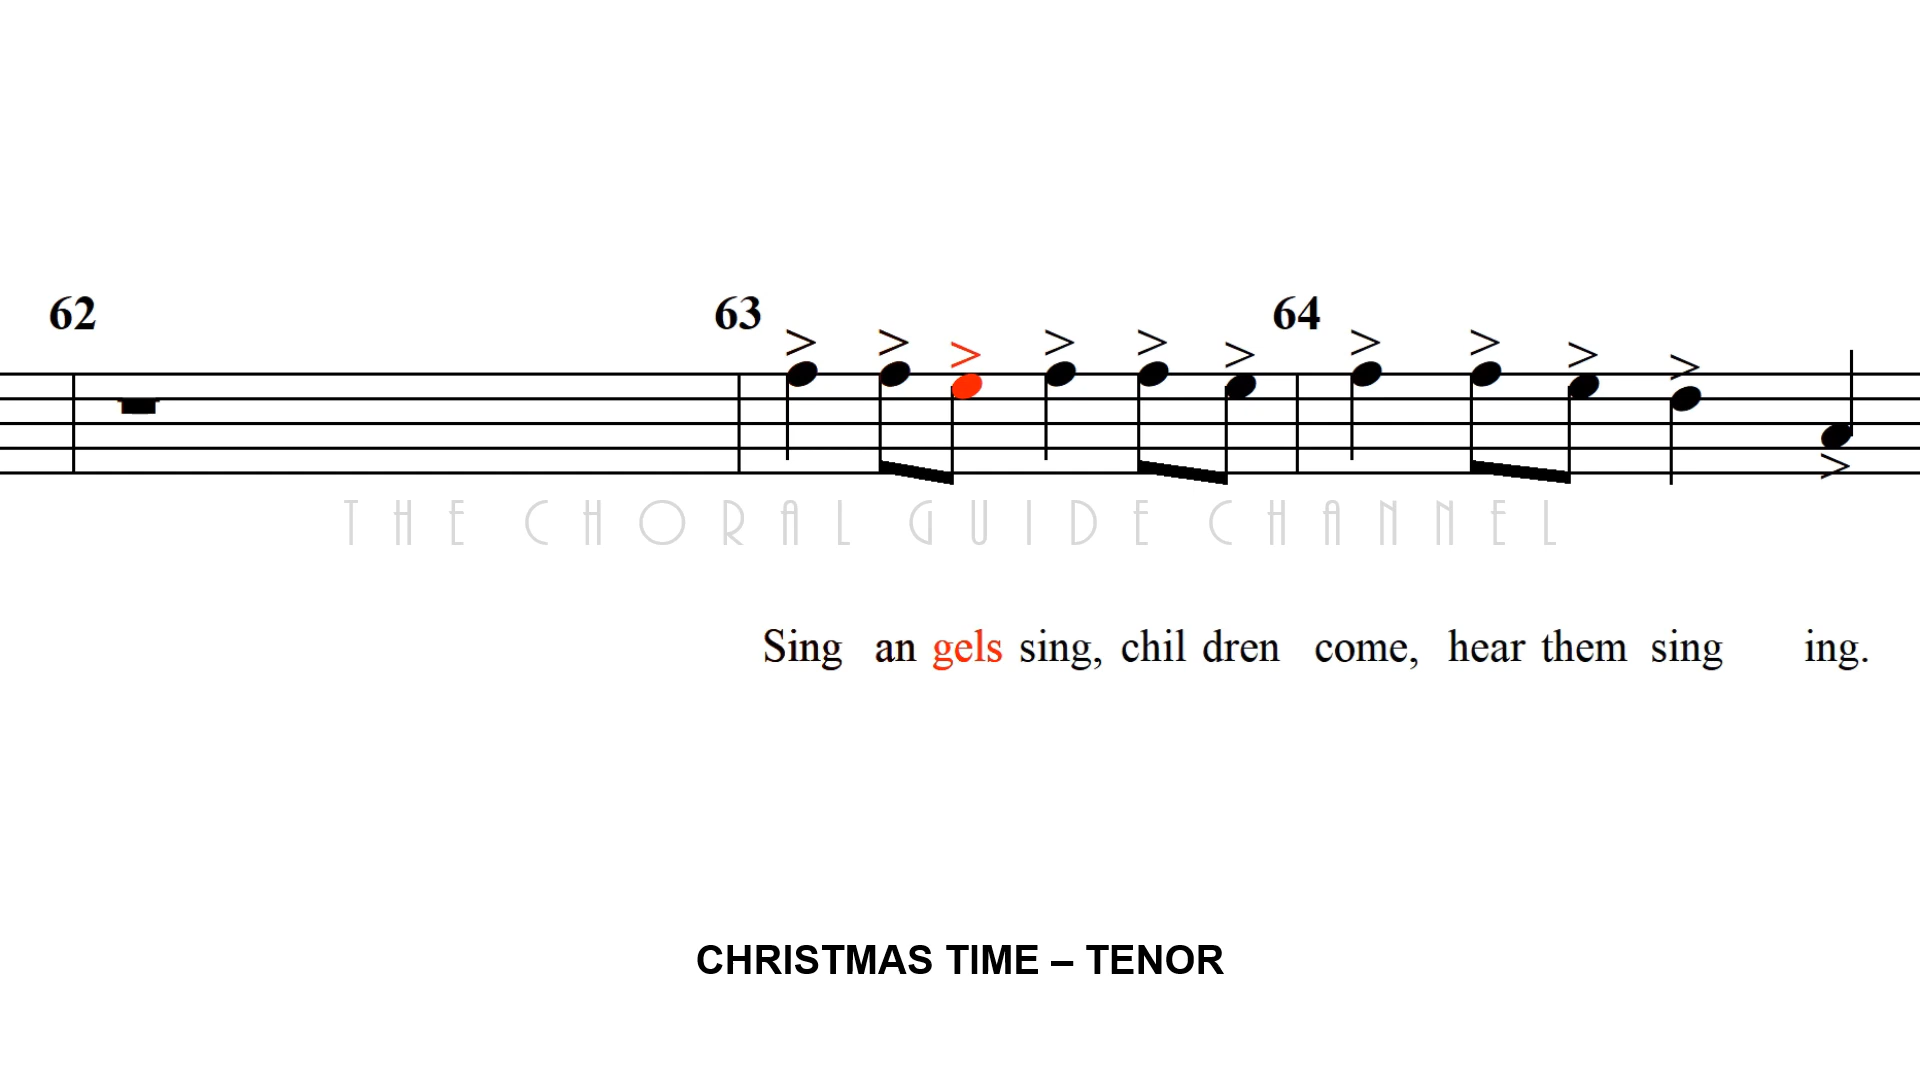 62 63 64
THE CHORAL GUIDE CHANNEL
Sing an gels sing, chil dren come, hear them sing ing.
CHRISTMAS TIME – TENOR